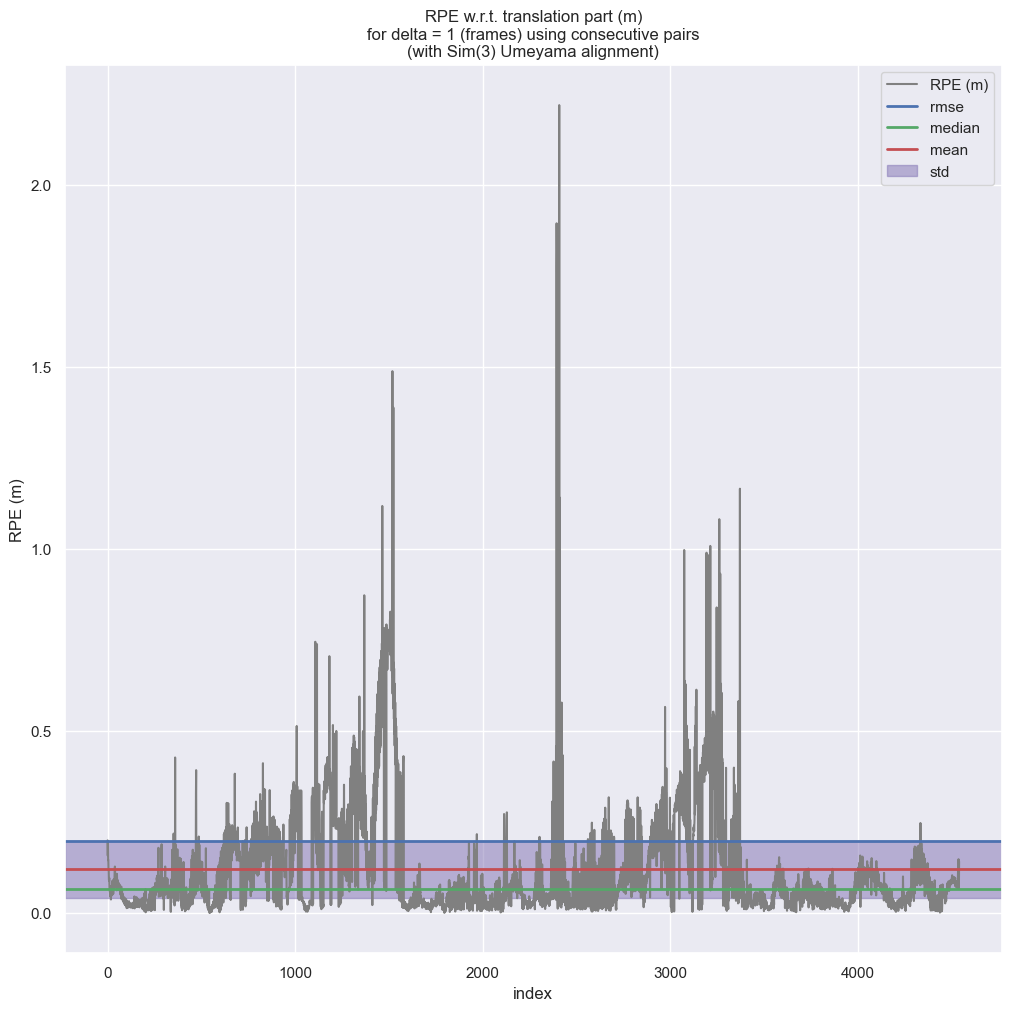 RPE w.r.t. translation part (m)
for delta = 1 (frames) using consecutive pairs
(with Sim(3) Umeyama alignment)
RPE (m)
rmse
median
mean
std
2.0
1.5
1.0
0.5
0.0
RPE (m)
0
1000
2000
3000
4000
index